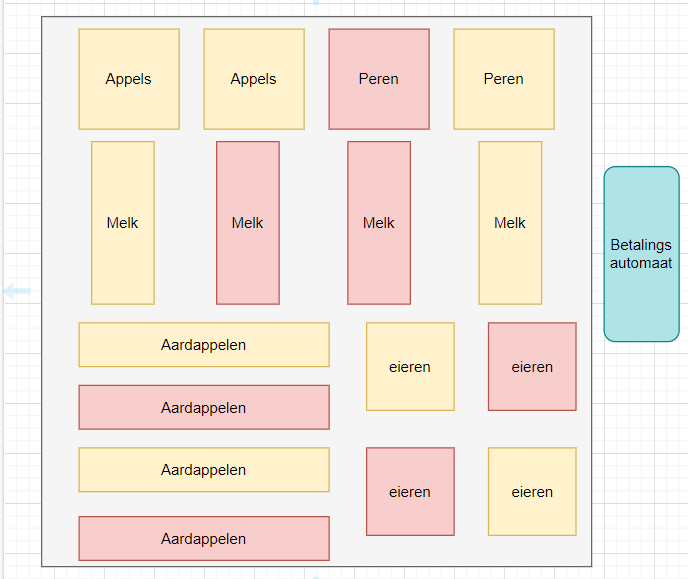 Appels
Appels
Peren
Peren
Melk
Melk
Melk
Melk
Betalings
automaat
Aardappelen
eieren
eieren
Aardappelen
Aardappelen
eieren
eieren
Aardappelen